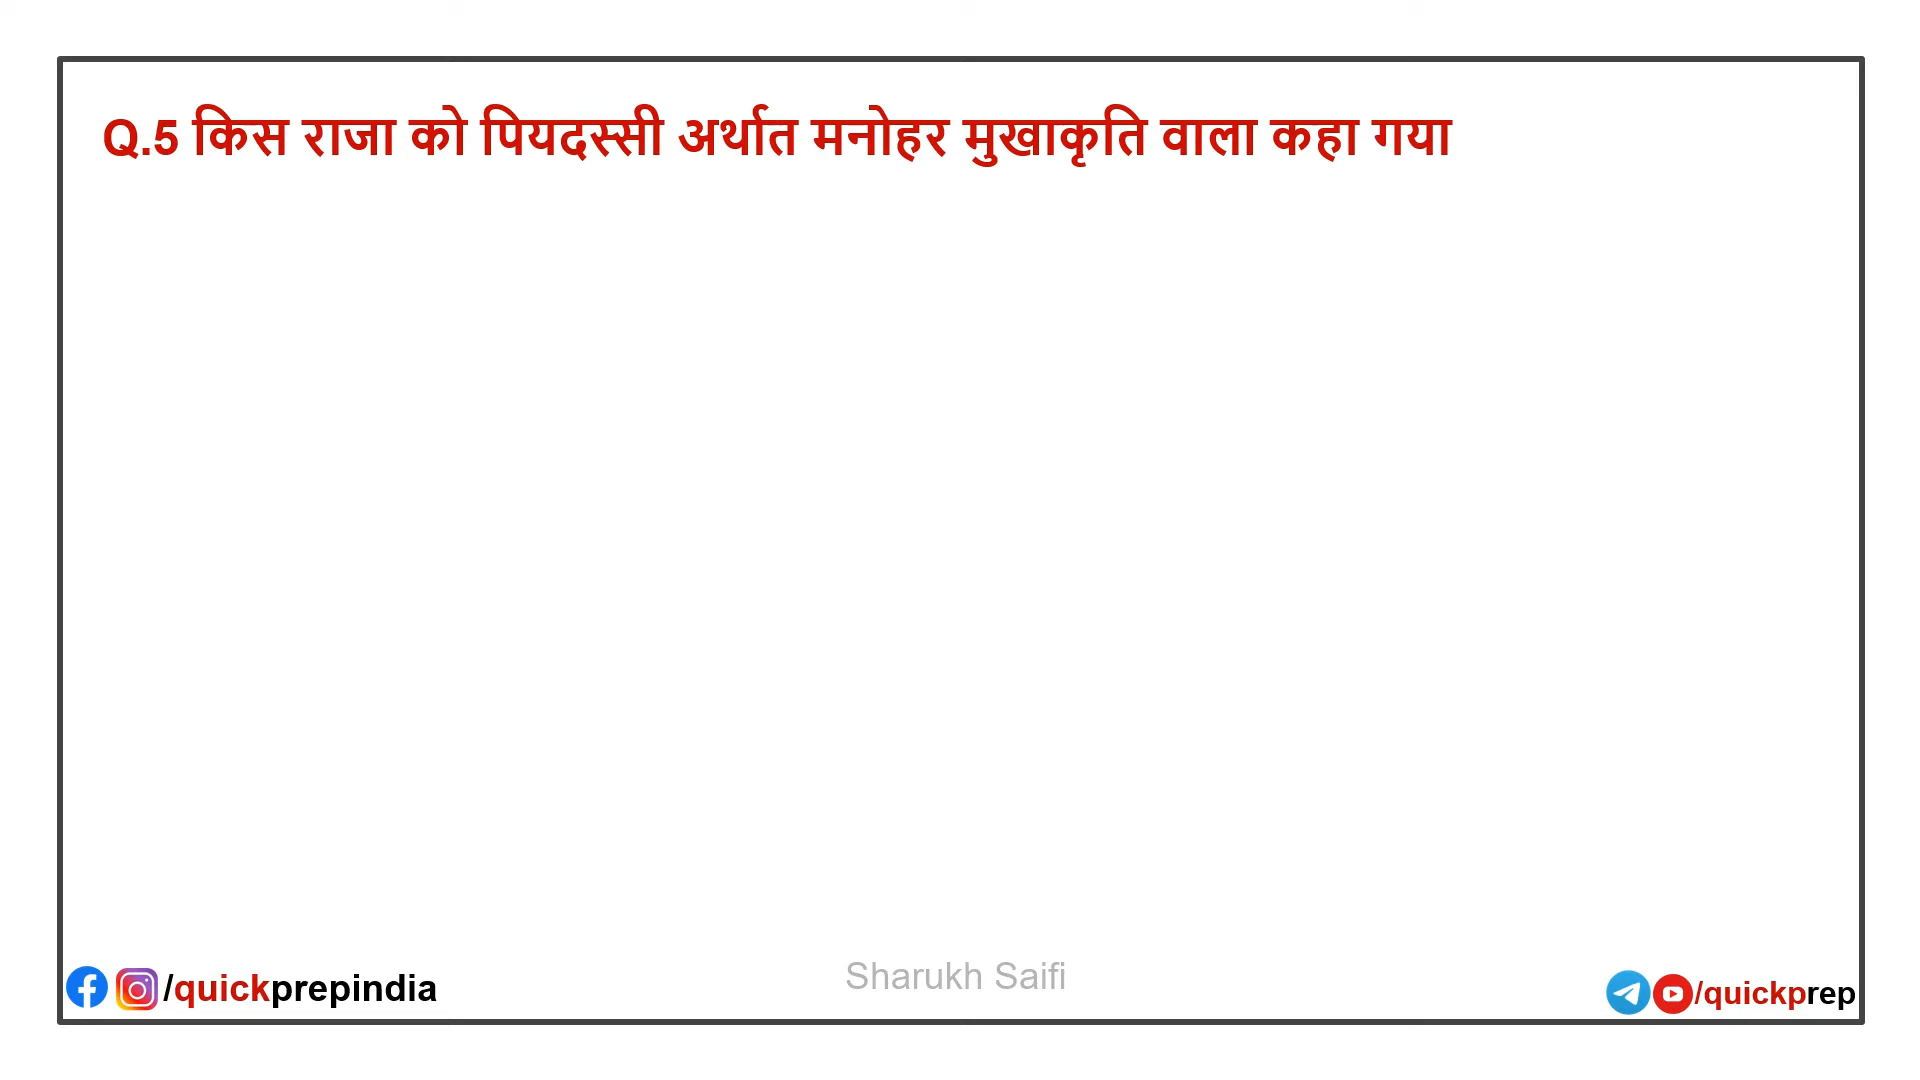 Q.5 किस राजा को पियदस्सी अर्थात मनोहर मुखाकृति वाला कहा गया
Sharukh Saifi
/quickprepindia
/quickprep